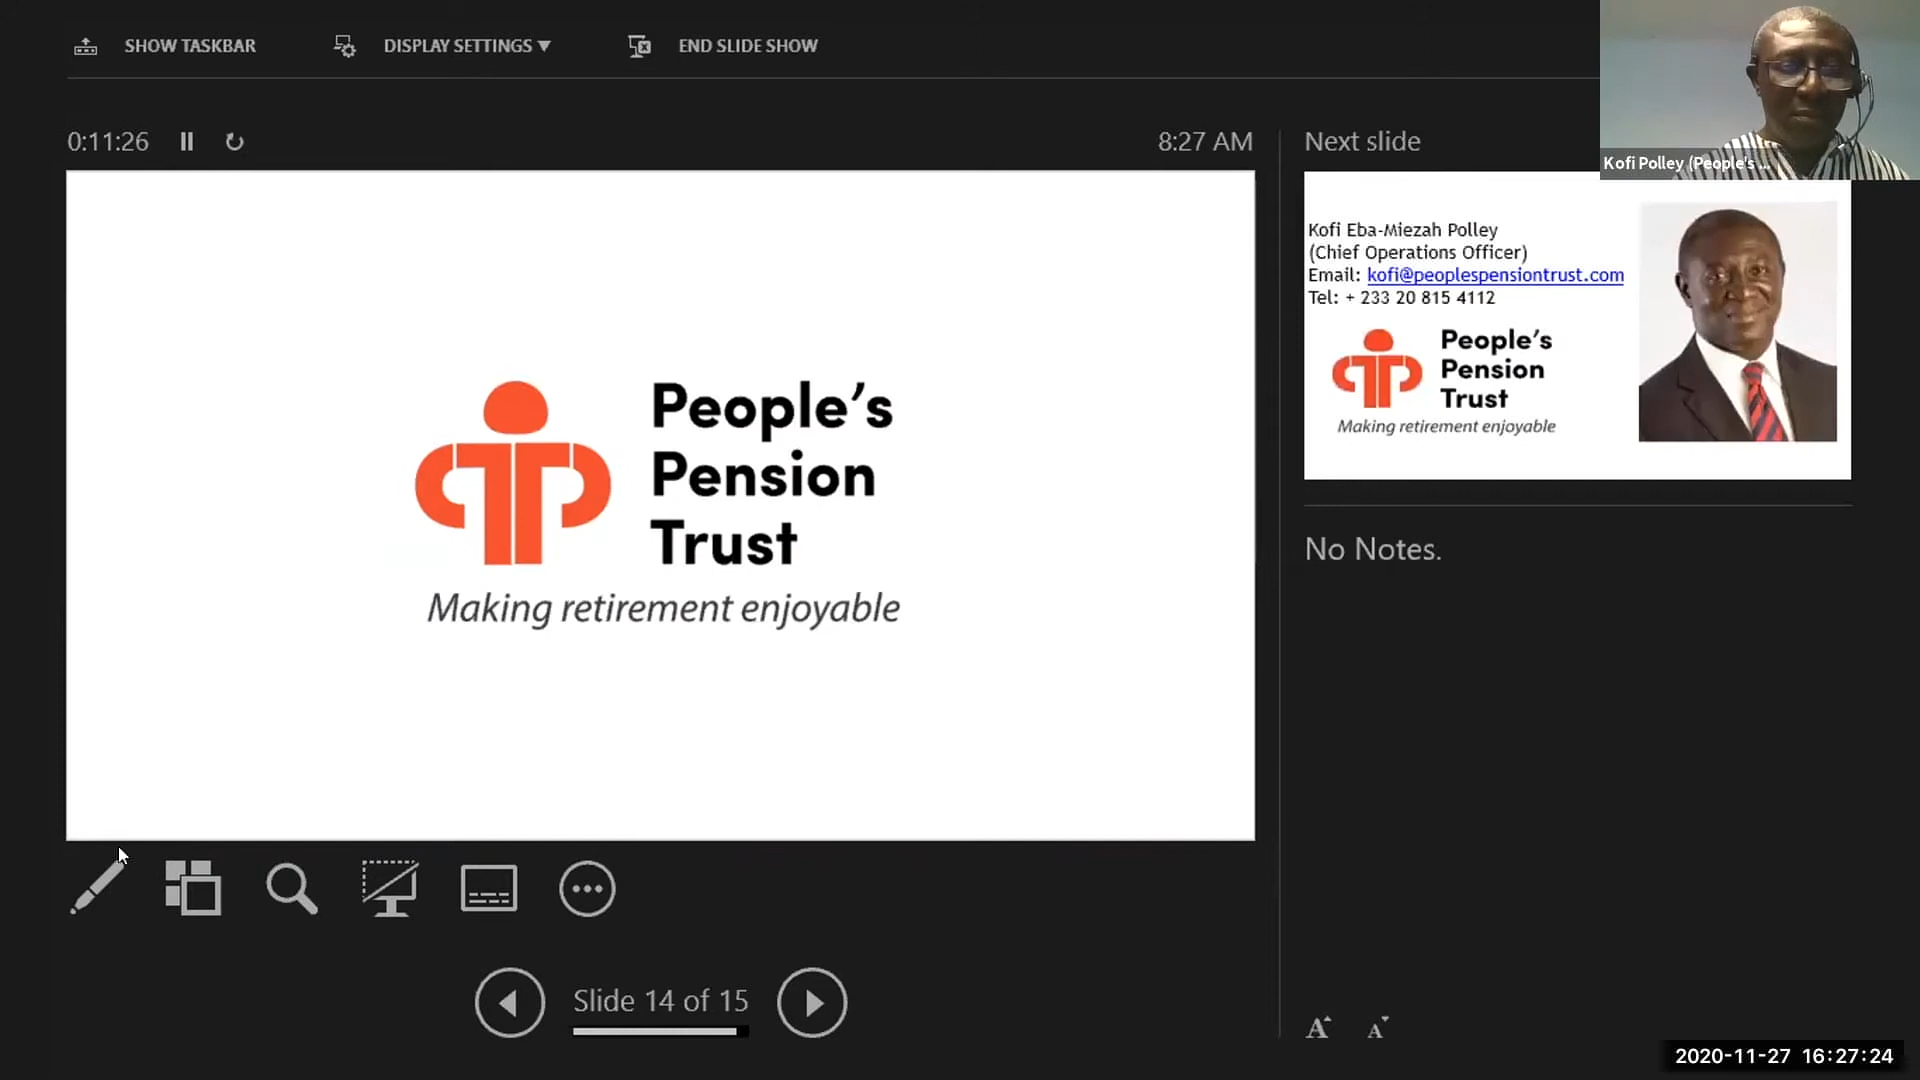 SHOW TASKBAR
DISPLAY SETTINGS ▼
END SLIDE SHOW
0:11:26
8:27 AM
Next slide
Kofi Polley (People's ...
People's
Pension
Trust
Making retirement enjoyable
Kofi Eba-Miezah Polley
(Chief Operations Officer)
Email: kofi@peoplespensiontrust.com
Tel: + 233 20 815 4112
People's
Pension
Trust
Making retirement enjoyable
No Notes.
Slide 14 of 15
A A
2020-11-27 16:27:24